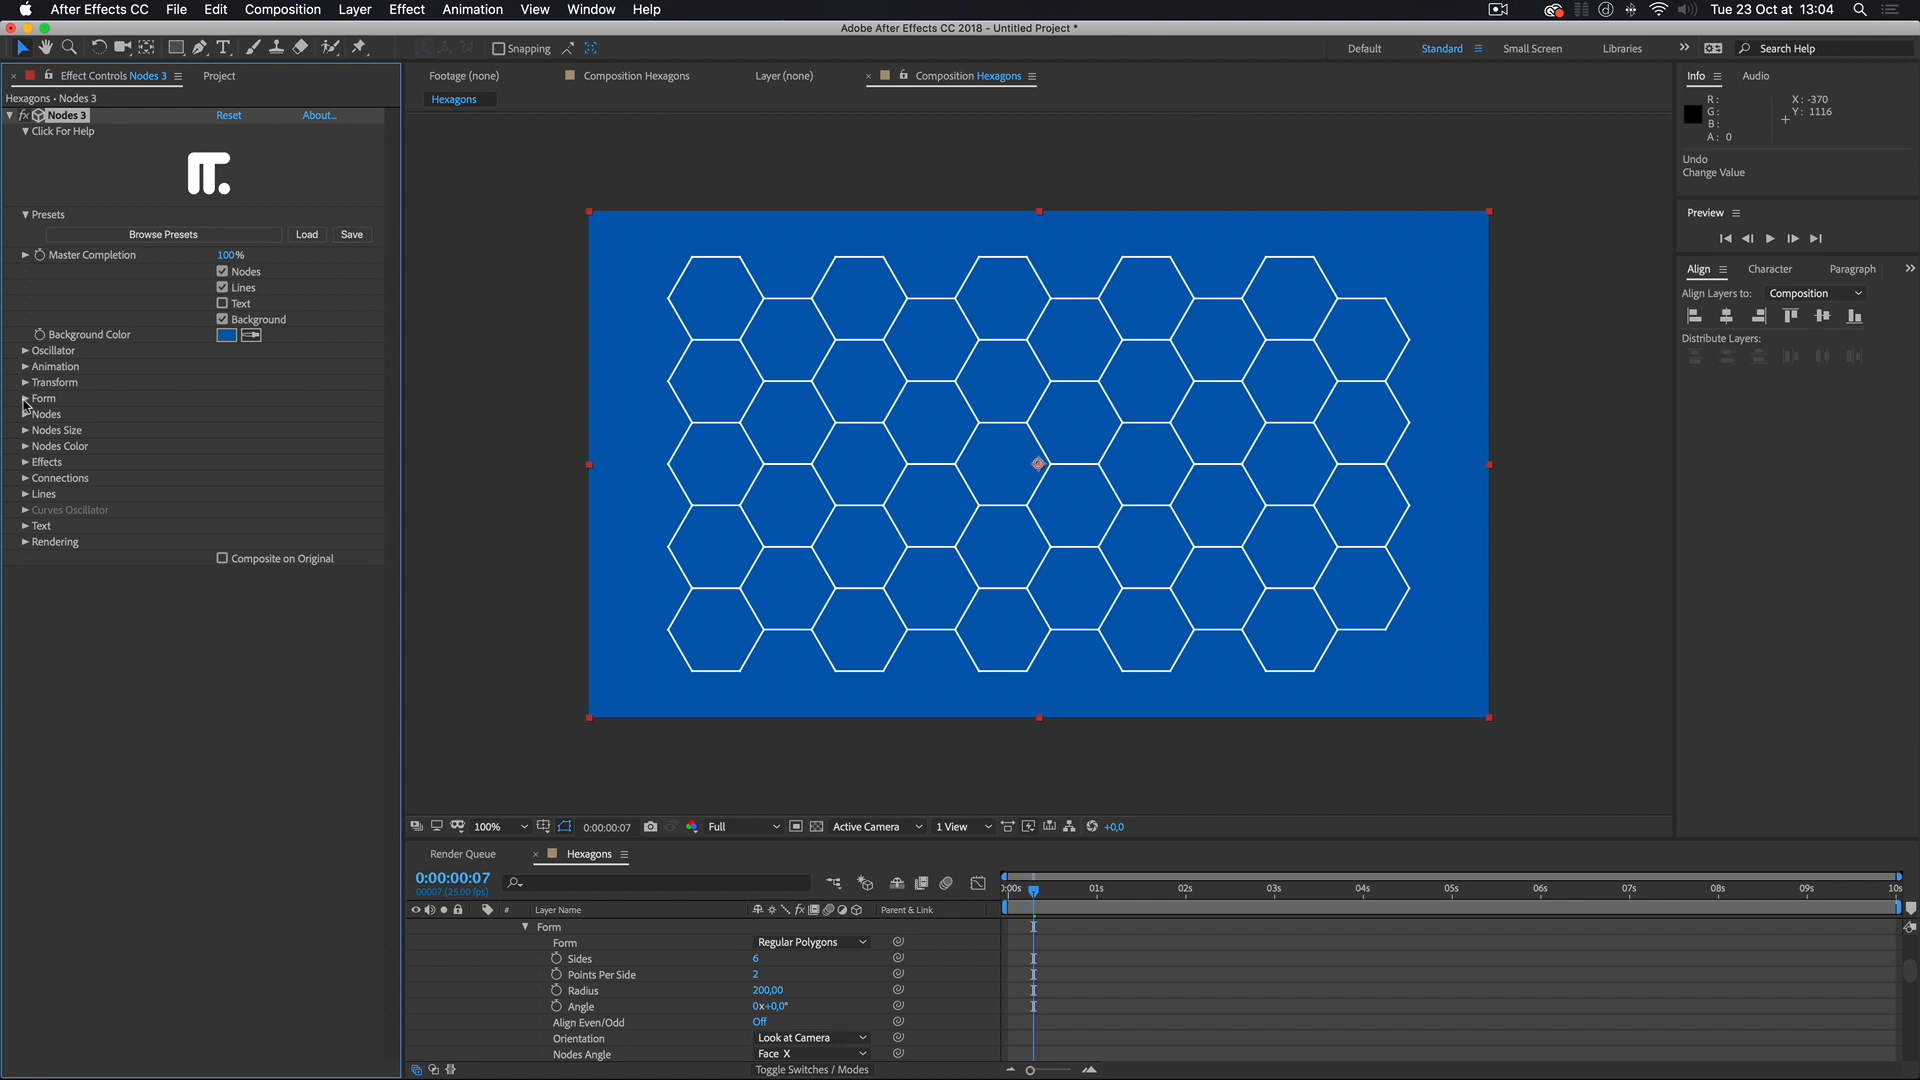 After Effects CC File Edit Composition Layer Effect Animation View Window Help Tue 23 Oct at 13:04
Adobe After Effects CC 2018 - Untitled Project *
Snapping Default Standard Small Screen Libraries Search Help
Effect Controls Nodes 3 Project Footage (none) Composition Hexagons Layer (none) Composition Hexagons Info Audio
Hexagons • Nodes 3
Hexagons
R: X: -370
G: Y: 1116
B:
A: 0
fx Nodes 3 Reset About...
Click For Help
Undo
Change Value
Presets
Browse Presets Load Save
Preview
Master Completion 100%
Nodes
Lines
Text
Background
Background Color
Align Character Paragraph
Align Layers to: Composition
Distribute Layers:
Oscillator
Animation
Transform
Form
Nodes
Nodes Size
Nodes Color
Effects
Connections
Lines
Curves Oscillator
Text
Rendering
Composite on Original
100% 0:00:00:07 Full Active Camera 1 View +0,0
Render Queue Hexagons
0:00:00:07
00007 (25.00 fps)
0:00s 01s 02s 03s 04s 05s 06s 07s 08s 09s 10s
# Layer Name fx Parent & Link
Form
Form Regular Polygons
Sides 6
Points Per Side 2
Radius 200,00
Angle 0x+0,0°
Align Even/Odd Off
Orientation Look at Camera
Nodes Angle Face X
Toggle Switches / Modes